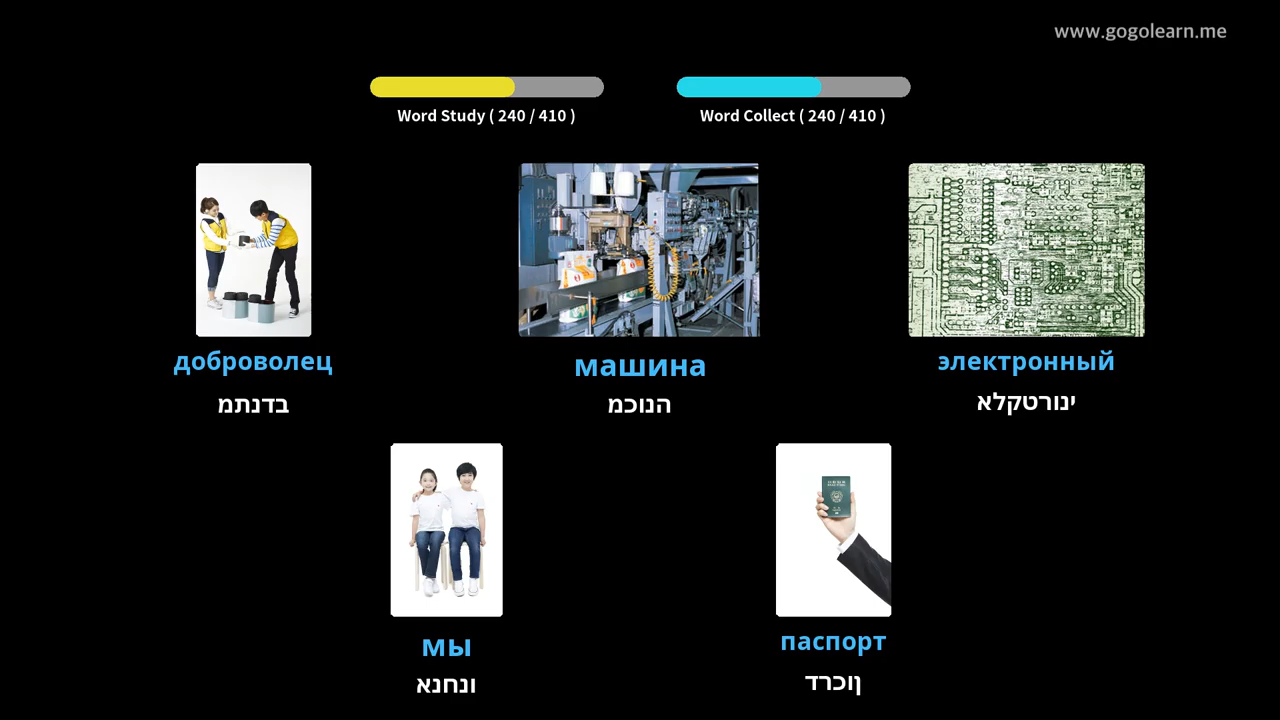 www.gogolearn.me
Word Study ( 240 / 410 )
Word Collect ( 240 / 410 )
доброволец
בדנתמ
машина
הנוכמ
электронный
ינורטקלא
мы
ונחנא
паспорт
ןוכרד